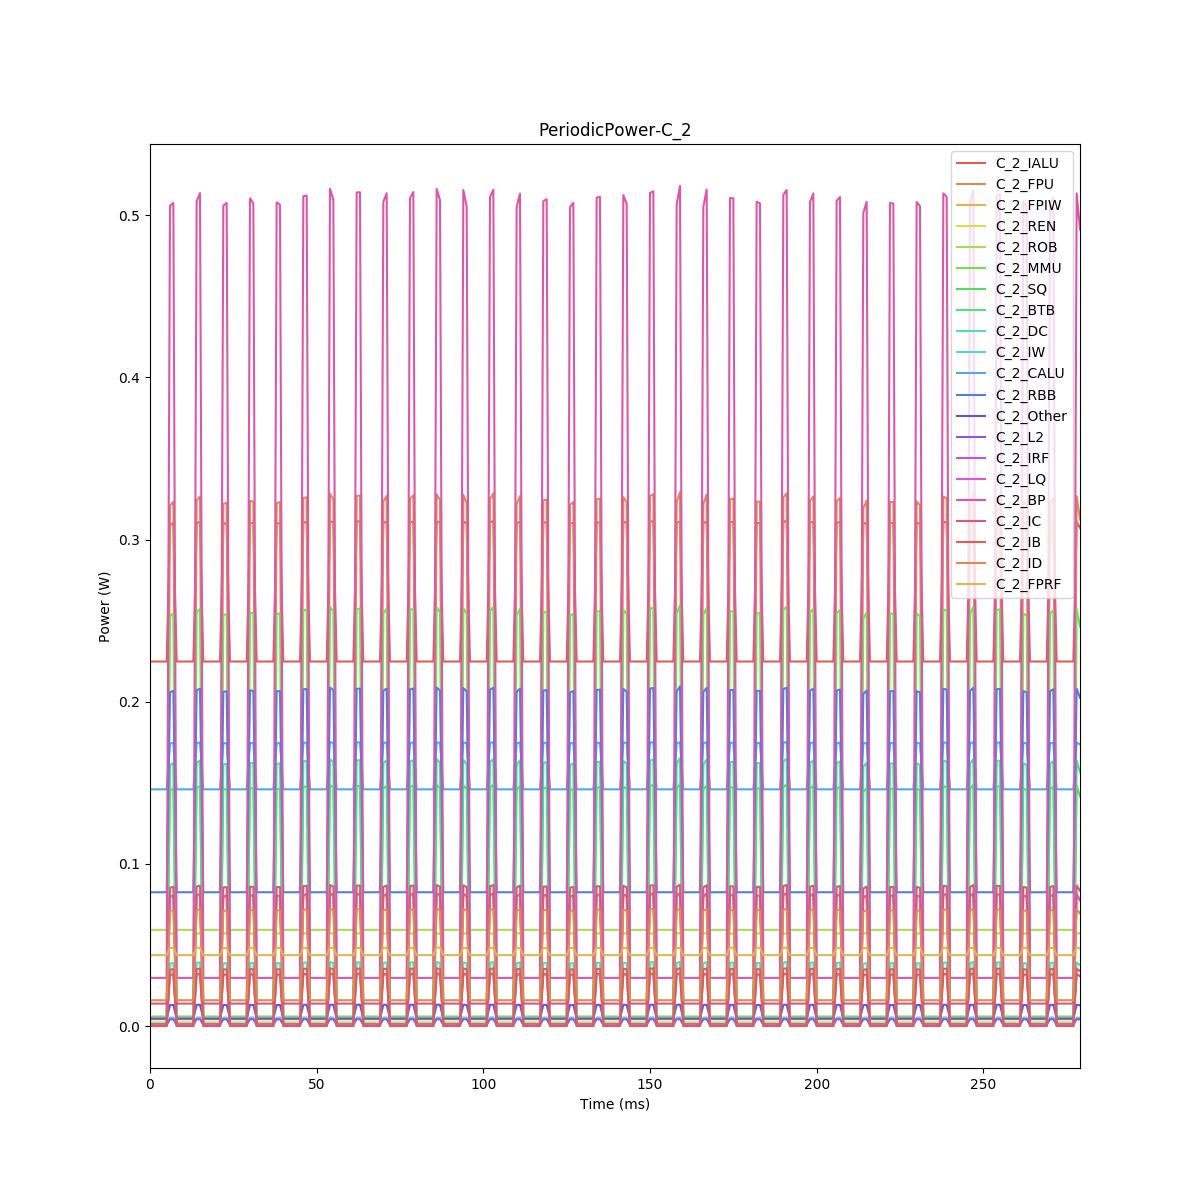 PeriodicPower-C_2
C_2_IALU
C_2_FPU
C_2_FPIW
C_2_REN
C_2_ROB
C_2_MMU
C_2_SQ
C_2_BTB
C_2_DC
C_2_IW
C_2_CALU
C_2_RBB
C_2_Other
C_2_L2
C_2_IRF
C_2_LQ
C_2_BP
C_2_IC
C_2_IB
C_2_ID
C_2_FPRF
0.5
0.4
0.3
0.2
0.1
0.0
Power (W)
0 50 100 150 200 250
Time (ms)